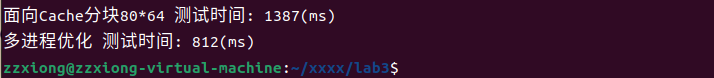 面向Cache分块80*64 测试时间: 1387(ms)
多进程优化 测试时间: 812(ms)
zzxiong@zzxiong-virtual-machine:~/xxxx/lab3$